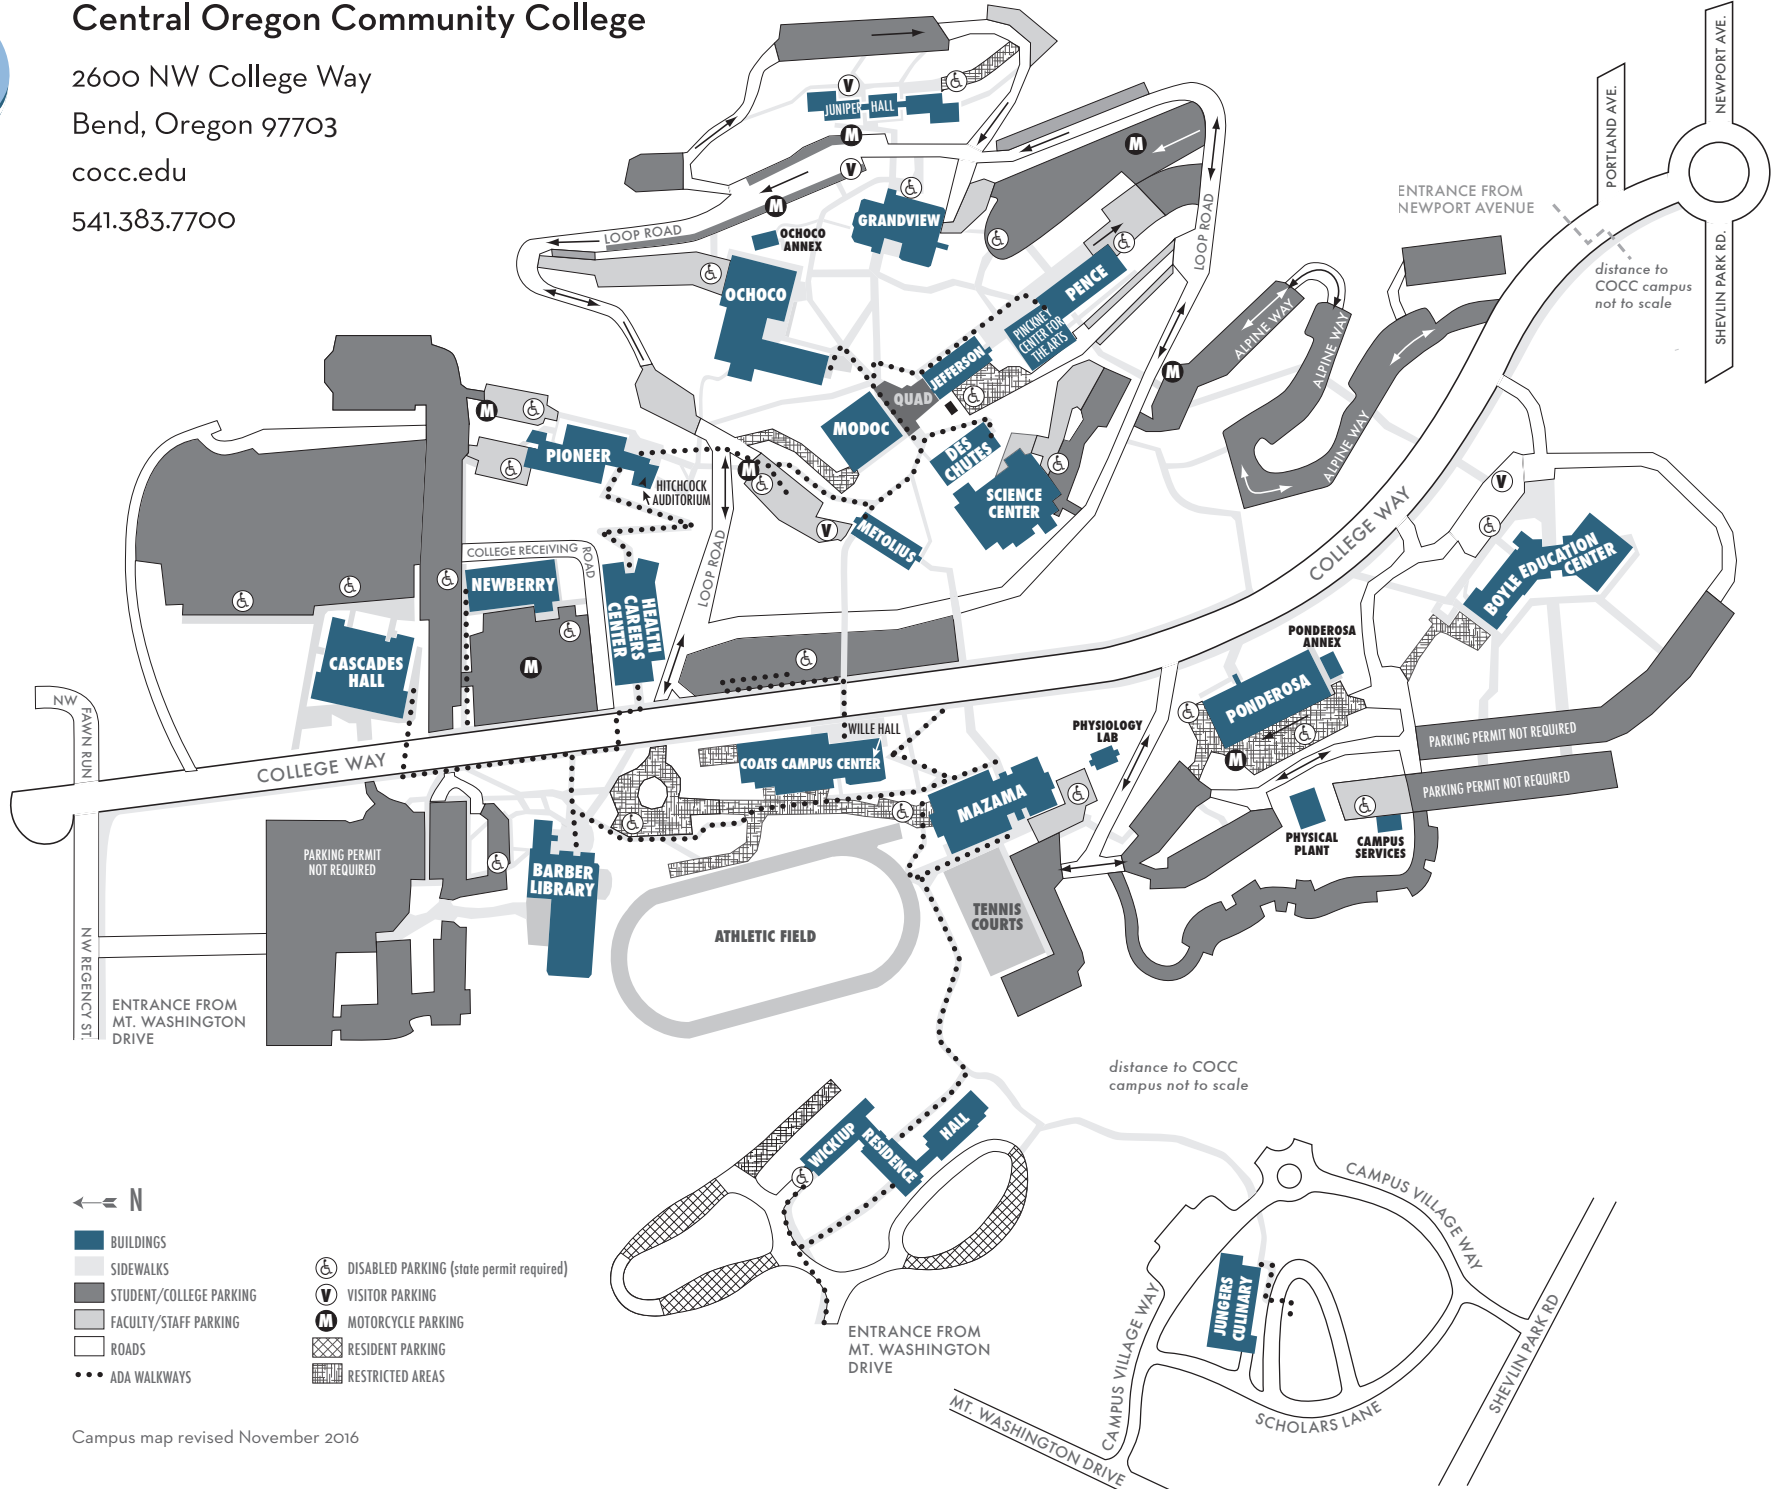 Central Oregon Community College
2600 NW College Way
Bend, Oregon 97703
cocc.edu
541.383.7700
V
JUNIPER HALL
M
M
V
M
GRANDVIEW
OCHOCO
ANNEX
LOOP ROAD
LOOP ROAD
OCHOCO
PENCE
PINCKNEY
CENTER FOR
THE ARTS
JEFFERSON
QUAD
MODOC
DES
CHUTES
SCIENCE
CENTER
METOLIUS
M
V
LOOP ROAD
M
ALPINE WAY
ALPINE WAY
ALPINE WAY
PORTLAND AVE.
NEWPORT AVE.
SHEVLIN PARK RD.
ENTRANCE FROM
NEWPORT AVENUE
distance to
COCC campus
not to scale
M
PIONEER
HITCHCOCK
AUDITORIUM
COLLEGE RECEIVING
ROAD
NEWBERRY
HEALTH
CAREERS
CENTER
M
CASCADES
HALL
COLLEGE WAY
V
BOYLE EDUCATION
CENTER
PONDEROSA
ANNEX
PONDEROSA
M
PHYSIOLOGY
LAB
PARKING PERMIT NOT REQUIRED
PARKING PERMIT NOT REQUIRED
PHYSICAL
PLANT
CAMPUS
SERVICES
NW
FAWN RUN
COLLEGE WAY
WILLE HALL
COATS CAMPUS CENTER
MAZAMA
PARKING PERMIT
NOT REQUIRED
BARBER
LIBRARY
ATHLETIC FIELD
TENNIS
COURTS
NW REGENCY ST.
ENTRANCE FROM
MT. WASHINGTON
DRIVE
distance to COCC
campus not to scale
WICKIUP
RESIDENCE
HALL
ENTRANCE FROM
MT. WASHINGTON
DRIVE
CAMPUS VILLAGE WAY
CAMPUS VILLAGE WAY
JUNGERS
CULINARY
SCHOLARS LANE
SHEVLIN PARK RD
MT. WASHINGTON DRIVE
N
BUILDINGS
SIDEWALKS
STUDENT/COLLEGE PARKING
FACULTY/STAFF PARKING
ROADS
ADA WALKWAYS
DISABLED PARKING (state permit required)
V VISITOR PARKING
M MOTORCYCLE PARKING
RESIDENT PARKING
RESTRICTED AREAS
Campus map revised November 2016